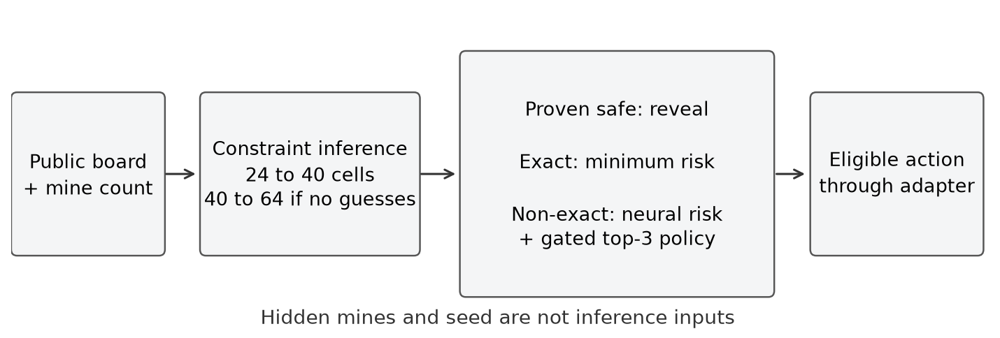 Public board
+ mine count
Constraint inference
24 to 40 cells
40 to 64 if no guesses
Proven safe: reveal
Exact: minimum risk
Non-exact: neural risk
+ gated top-3 policy
Eligible action
through adapter
Hidden mines and seed are not inference inputs